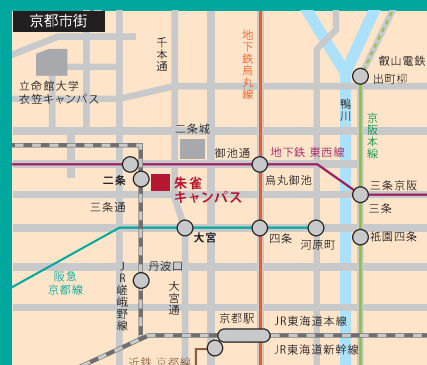 京都市街
千本通
地下鉄烏丸線
叡山電鉄
出町柳
立命館大学
衣笠キャンパス
鴨川
京阪本線
二条城
御池通
地下鉄 東西線
二条
朱雀
キャンパス
烏丸御池
三条京阪
三条
三条通
大宮
四条
河原町
祇園四条
丹波口
阪急
京都線
JR嵯峨野線
大宮通
京都駅
JR東海道本線
JR東海道新幹線
近鉄 京都線